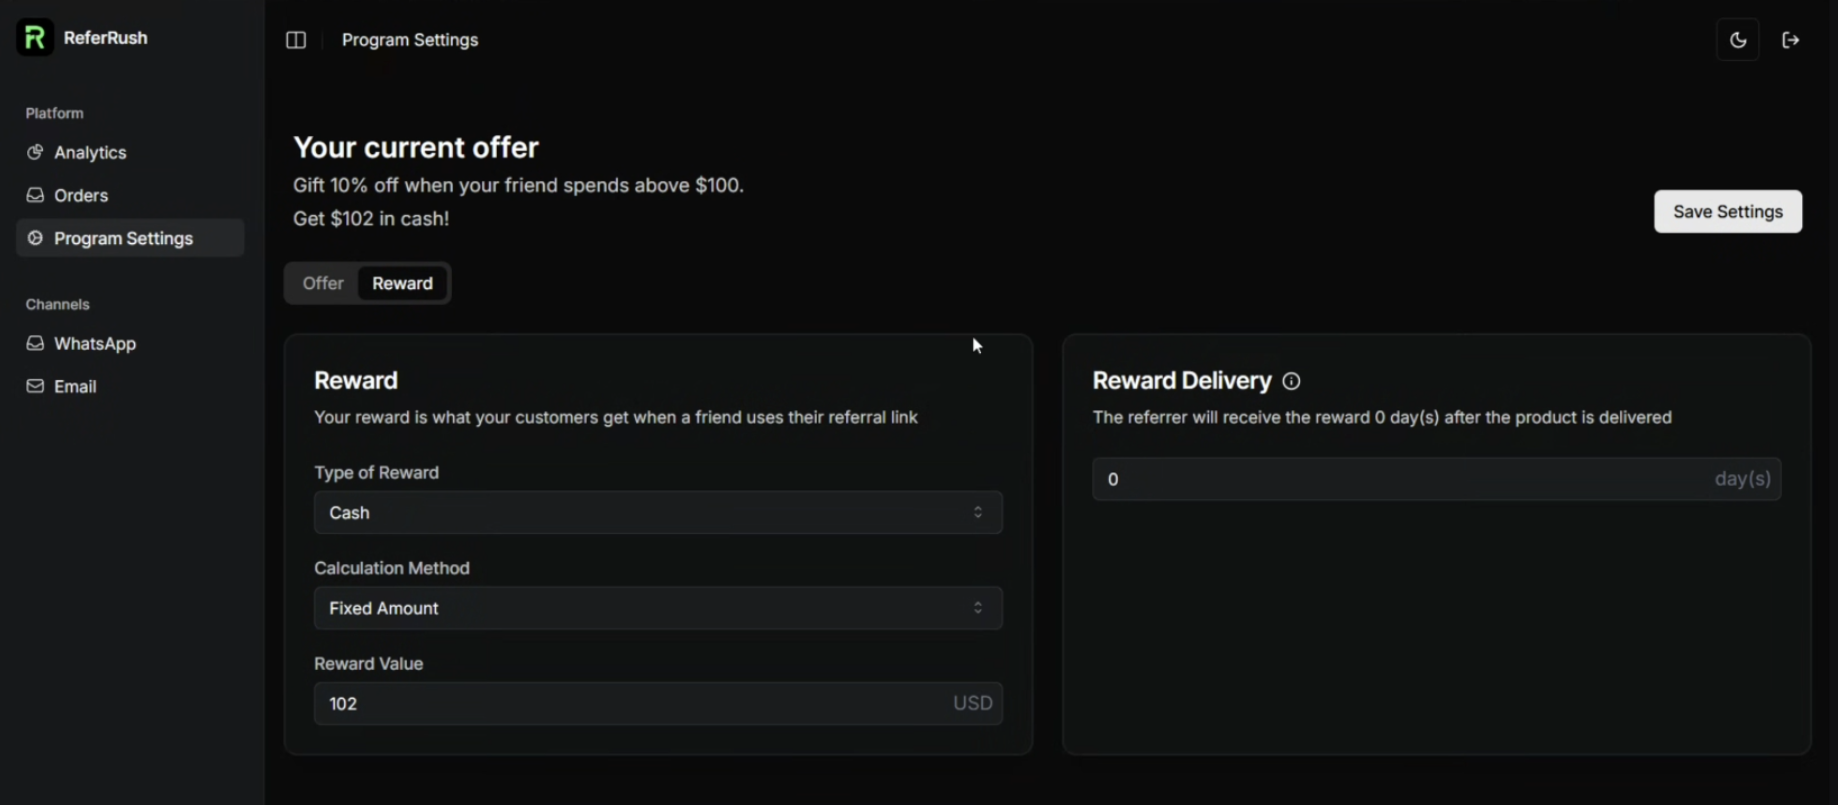 ReferRush
Platform
Analytics
Orders
Program Settings
Channels
WhatsApp
Email
Program Settings
Your current offer
Gift 10% off when your friend spends above $100.
Get $102 in cash!
Save Settings
Offer
Reward
Reward
Your reward is what your customers get when a friend uses their referral link
Type of Reward
Cash
Calculation Method
Fixed Amount
Reward Value
102 USD
Reward Delivery
The referrer will receive the reward 0 day(s) after the product is delivered
0 day(s)